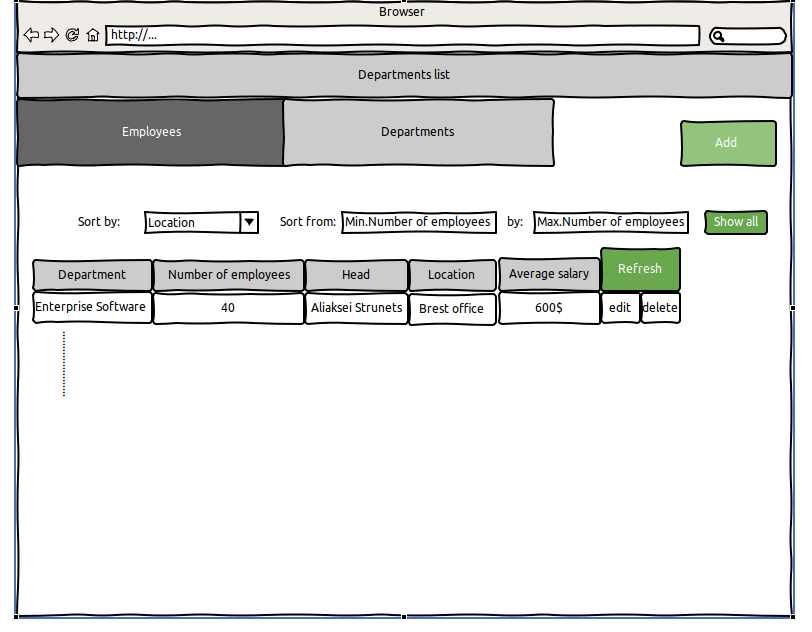 Browser
http://...
Departments list
Employees Departments
Add
Sort by: Location Sort from: Min.Number of employees by: Max.Number of employees Show all
Department Number of employees Head Location Average salary Refresh
Enterprise Software 40 Aliaksei Strunets Brest office 600$ edit delete